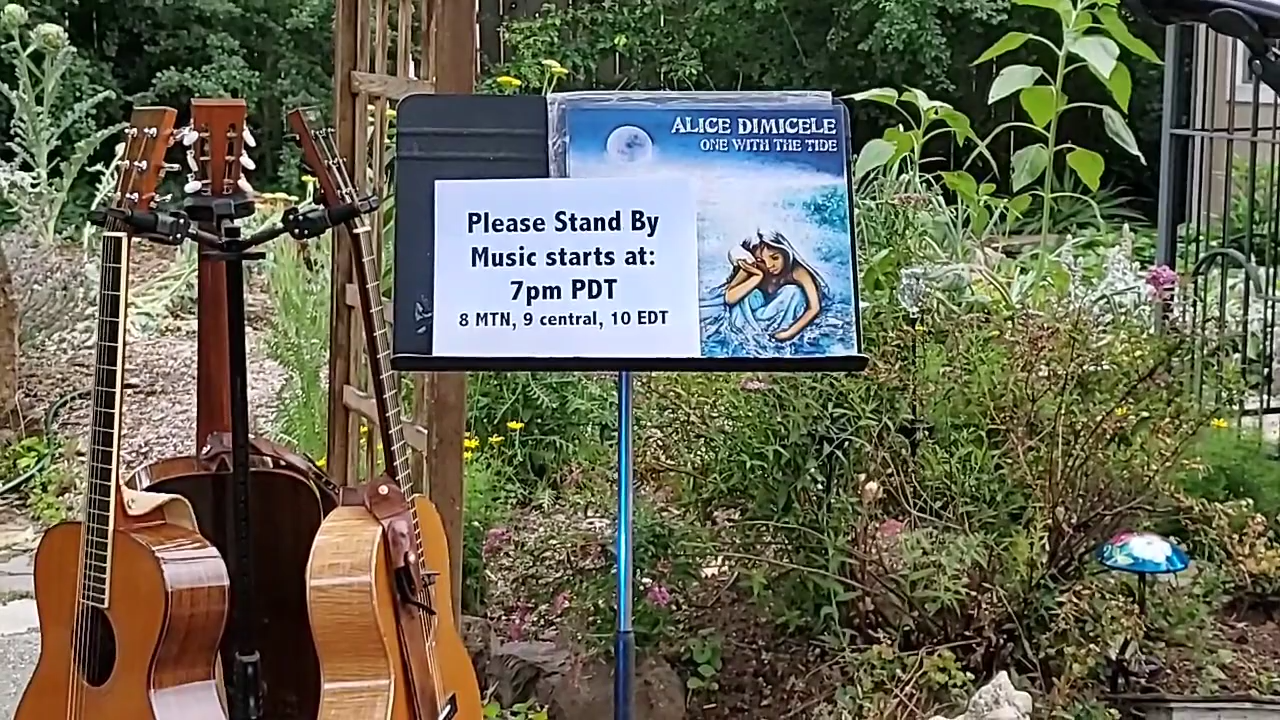 ALICE DIMICELE
ONE WITH THE TIDE
Please Stand By
Music starts at:
7pm PDT
8 MTN, 9 central, 10 EDT